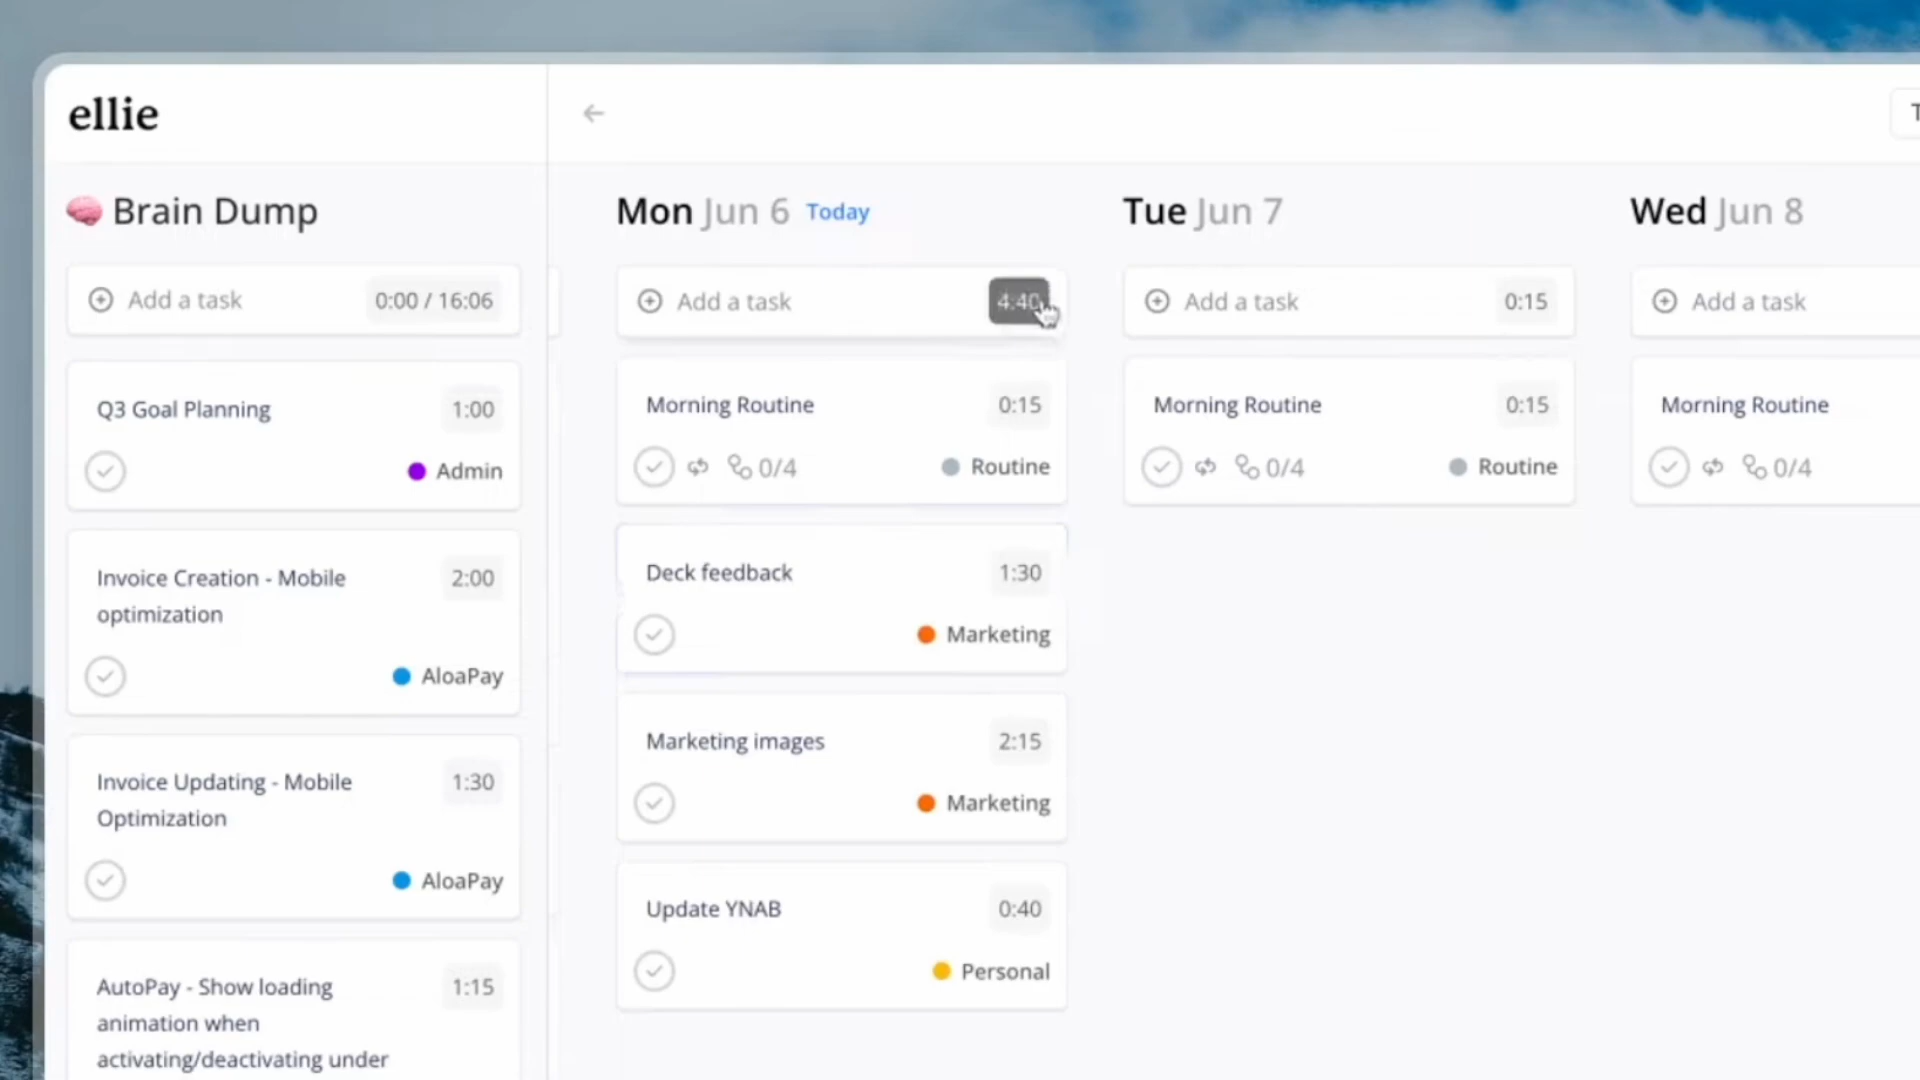 ellie
Brain Dump
Add a task
0:00 / 16:06
Q3 Goal Planning
1:00
Admin
Invoice Creation - Mobile
optimization
2:00
AloaPay
Invoice Updating - Mobile
Optimization
1:30
AloaPay
AutoPay - Show loading
animation when
activating/deactivating under
1:15
Mon Jun 6 Today
Add a task
4:40
Morning Routine
0:15
0/4
Routine
Deck feedback
1:30
Marketing
Marketing images
2:15
Marketing
Update YNAB
0:40
Personal
Tue Jun 7
Add a task
0:15
Morning Routine
0:15
0/4
Routine
Wed Jun 8
Add a task
Morning Routine
0/4